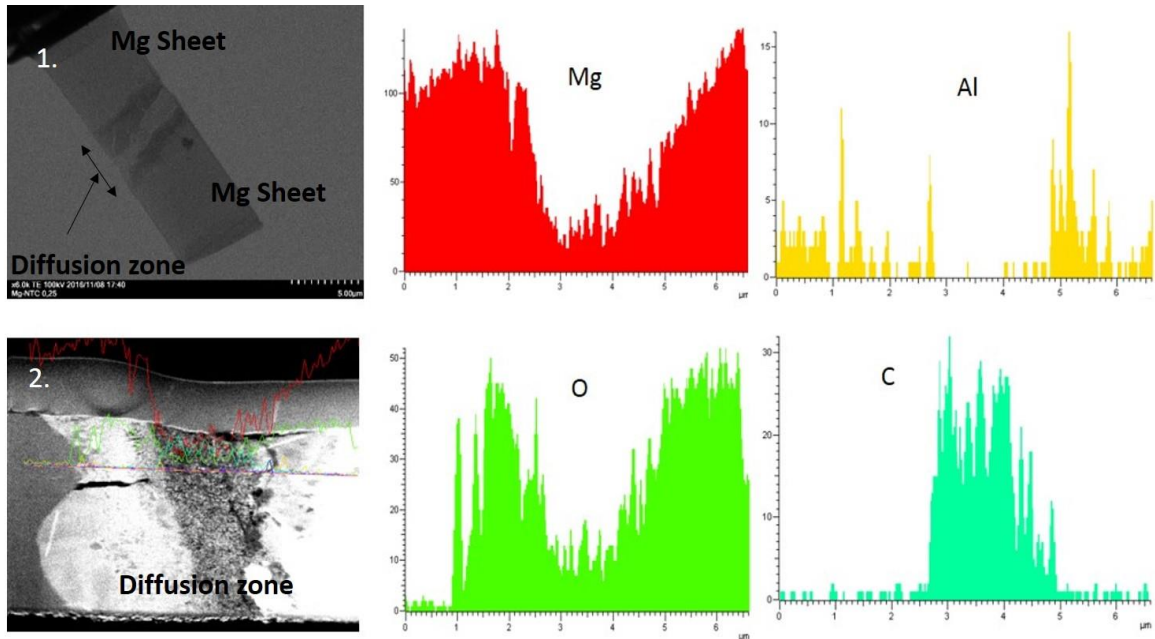 1.
Mg Sheet
Mg Sheet
Diffusion zone
x6.0k TE 100kV 2016/11/08 17:40
Mg-NTC 0,25
5.00µm
Mg
100
50
0
0 1 2 3 4 5 6
µm
Al
15
10
5
0
0 1 2 3 4 5 6
µm
2.
Diffusion zone
O
50
40
30
20
10
0
0 1 2 3 4 5 6
µm
C
30
20
10
0
0 1 2 3 4 5 6
µm